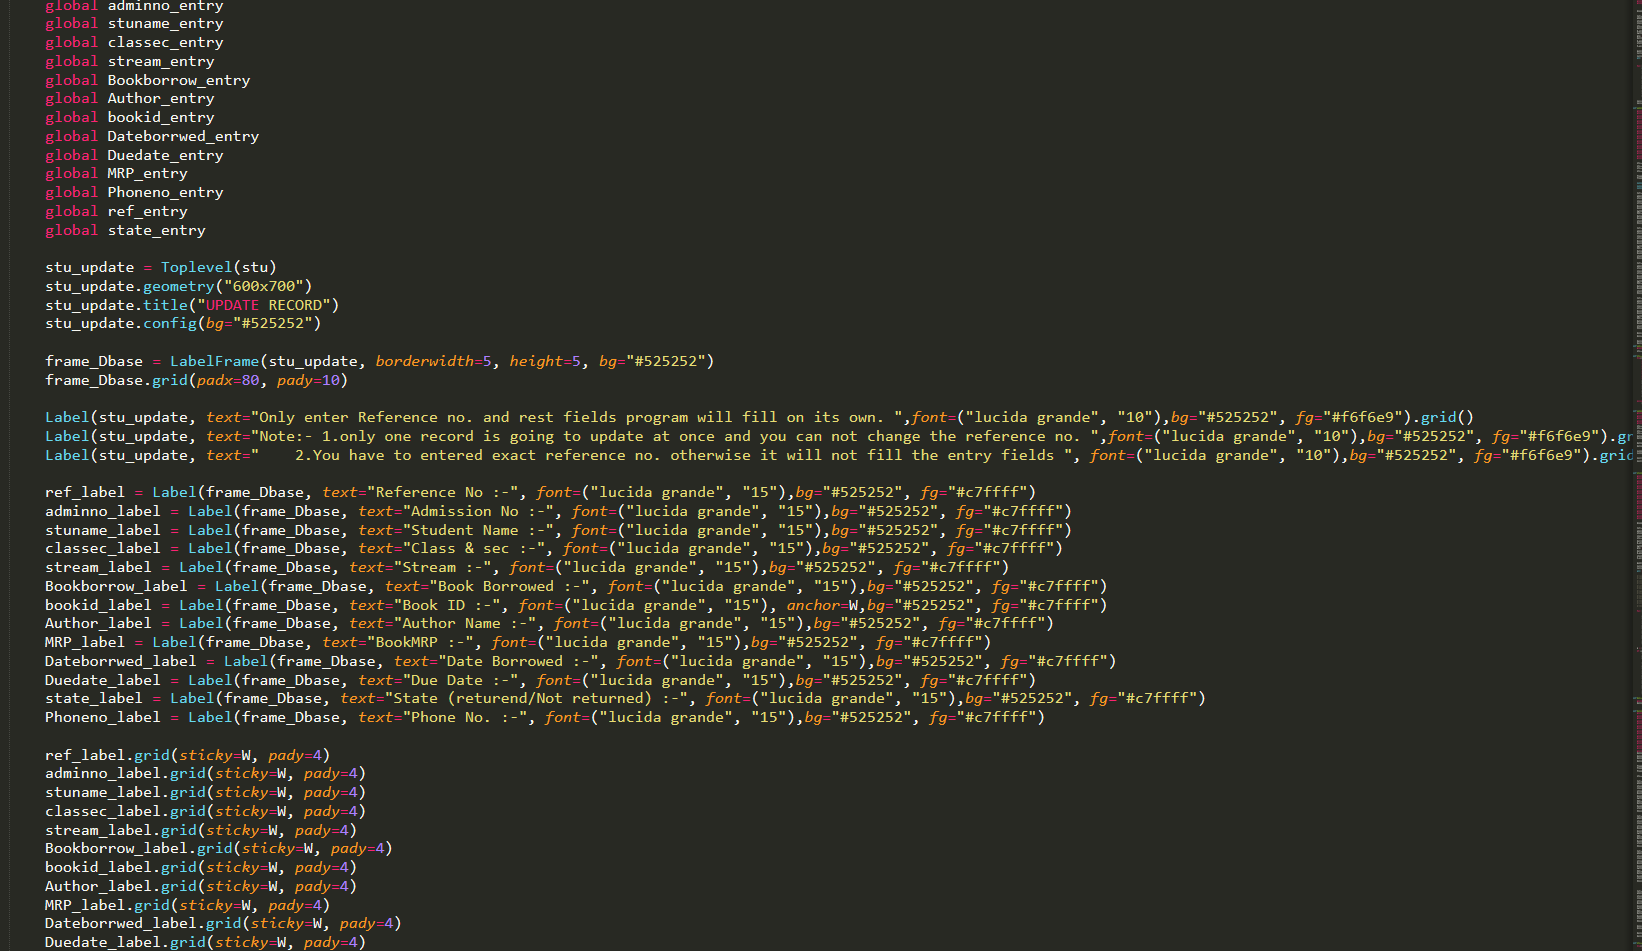 global adminno_entry
global stuname_entry
global classec_entry
global stream_entry
global Bookborrow_entry
global Author_entry
global bookid_entry
global Dateborrwed_entry
global Duedate_entry
global MRP_entry
global Phoneno_entry
global ref_entry
global state_entry
stu_update = Toplevel(stu)
stu_update.geometry("600x700")
stu_update.title("UPDATE RECORD")
stu_update.config(bg="#525252")
frame_Dbase = LabelFrame(stu_update, borderwidth=5, height=5, bg="#525252")
frame_Dbase.grid(padx=80, pady=10)
Label(stu_update, text="Only enter Reference no. and rest fields program will fill on its own. ",font=("lucida grande", "10"),bg="#525252", fg="#f6f6e9").grid()
Label(stu_update, text="Note:- 1.only one record is going to update at once and you can not change the reference no. ",font=("lucida grande", "10"),bg="#525252", fg="#f6f6e9").gr
Label(stu_update, text="    2.You have to entered exact reference no. otherwise it will not fill the entry fields ", font=("lucida grande", "10"),bg="#525252", fg="#f6f6e9").grid
ref_label = Label(frame_Dbase, text="Reference No :-", font=("lucida grande", "15"),bg="#525252", fg="#c7ffff")
adminno_label = Label(frame_Dbase, text="Admission No :-", font=("lucida grande", "15"),bg="#525252", fg="#c7ffff")
stuname_label = Label(frame_Dbase, text="Student Name :-", font=("lucida grande", "15"),bg="#525252", fg="#c7ffff")
classec_label = Label(frame_Dbase, text="Class & sec :-", font=("lucida grande", "15"),bg="#525252", fg="#c7ffff")
stream_label = Label(frame_Dbase, text="Stream :-", font=("lucida grande", "15"),bg="#525252", fg="#c7ffff")
Bookborrow_label = Label(frame_Dbase, text="Book Borrowed :-", font=("lucida grande", "15"),bg="#525252", fg="#c7ffff")
bookid_label = Label(frame_Dbase, text="Book ID :-", font=("lucida grande", "15"), anchor=W,bg="#525252", fg="#c7ffff")
Author_label = Label(frame_Dbase, text="Author Name :-", font=("lucida grande", "15"),bg="#525252", fg="#c7ffff")
MRP_label = Label(frame_Dbase, text="BookMRP :-", font=("lucida grande", "15"),bg="#525252", fg="#c7ffff")
Dateborrwed_label = Label(frame_Dbase, text="Date Borrowed :-", font=("lucida grande", "15"),bg="#525252", fg="#c7ffff")
Duedate_label = Label(frame_Dbase, text="Due Date :-", font=("lucida grande", "15"),bg="#525252", fg="#c7ffff")
state_label = Label(frame_Dbase, text="State (returend/Not returned) :-", font=("lucida grande", "15"),bg="#525252", fg="#c7ffff")
Phoneno_label = Label(frame_Dbase, text="Phone No. :-", font=("lucida grande", "15"),bg="#525252", fg="#c7ffff")
ref_label.grid(sticky=W, pady=4)
adminno_label.grid(sticky=W, pady=4)
stuname_label.grid(sticky=W, pady=4)
classec_label.grid(sticky=W, pady=4)
stream_label.grid(sticky=W, pady=4)
Bookborrow_label.grid(sticky=W, pady=4)
bookid_label.grid(sticky=W, pady=4)
Author_label.grid(sticky=W, pady=4)
MRP_label.grid(sticky=W, pady=4)
Dateborrwed_label.grid(sticky=W, pady=4)
Duedate_label.grid(sticky=W, pady=4)